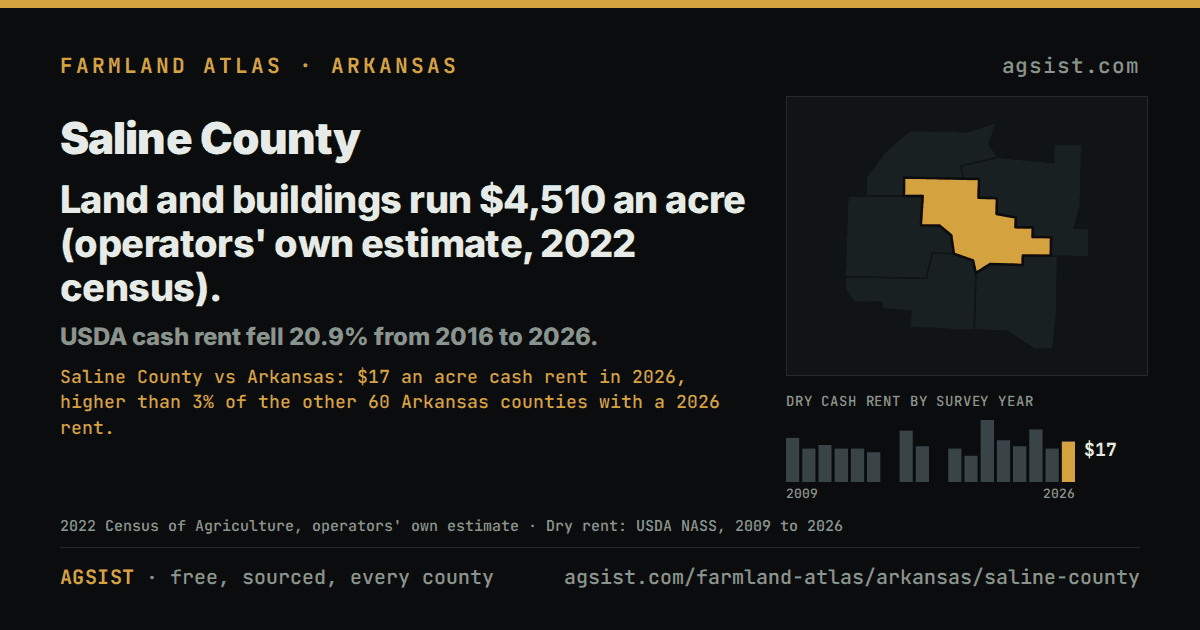 FARMLAND ATLAS · ARKANSAS
agsist.com
Saline County
Land and buildings run $4,510 an acre
(operators' own estimate, 2022
census).
USDA cash rent fell 20.9% from 2016 to 2026.
Saline County vs Arkansas: $17 an acre cash rent in 2026,
higher than 3% of the other 60 Arkansas counties with a 2026
rent.
DRY CASH RENT BY SURVEY YEAR
$17
2009
2026
2022 Census of Agriculture, operators' own estimate · Dry rent: USDA NASS, 2009 to 2026
AGSIST · free, sourced, every county
agsist.com/farmland-atlas/arkansas/saline-county